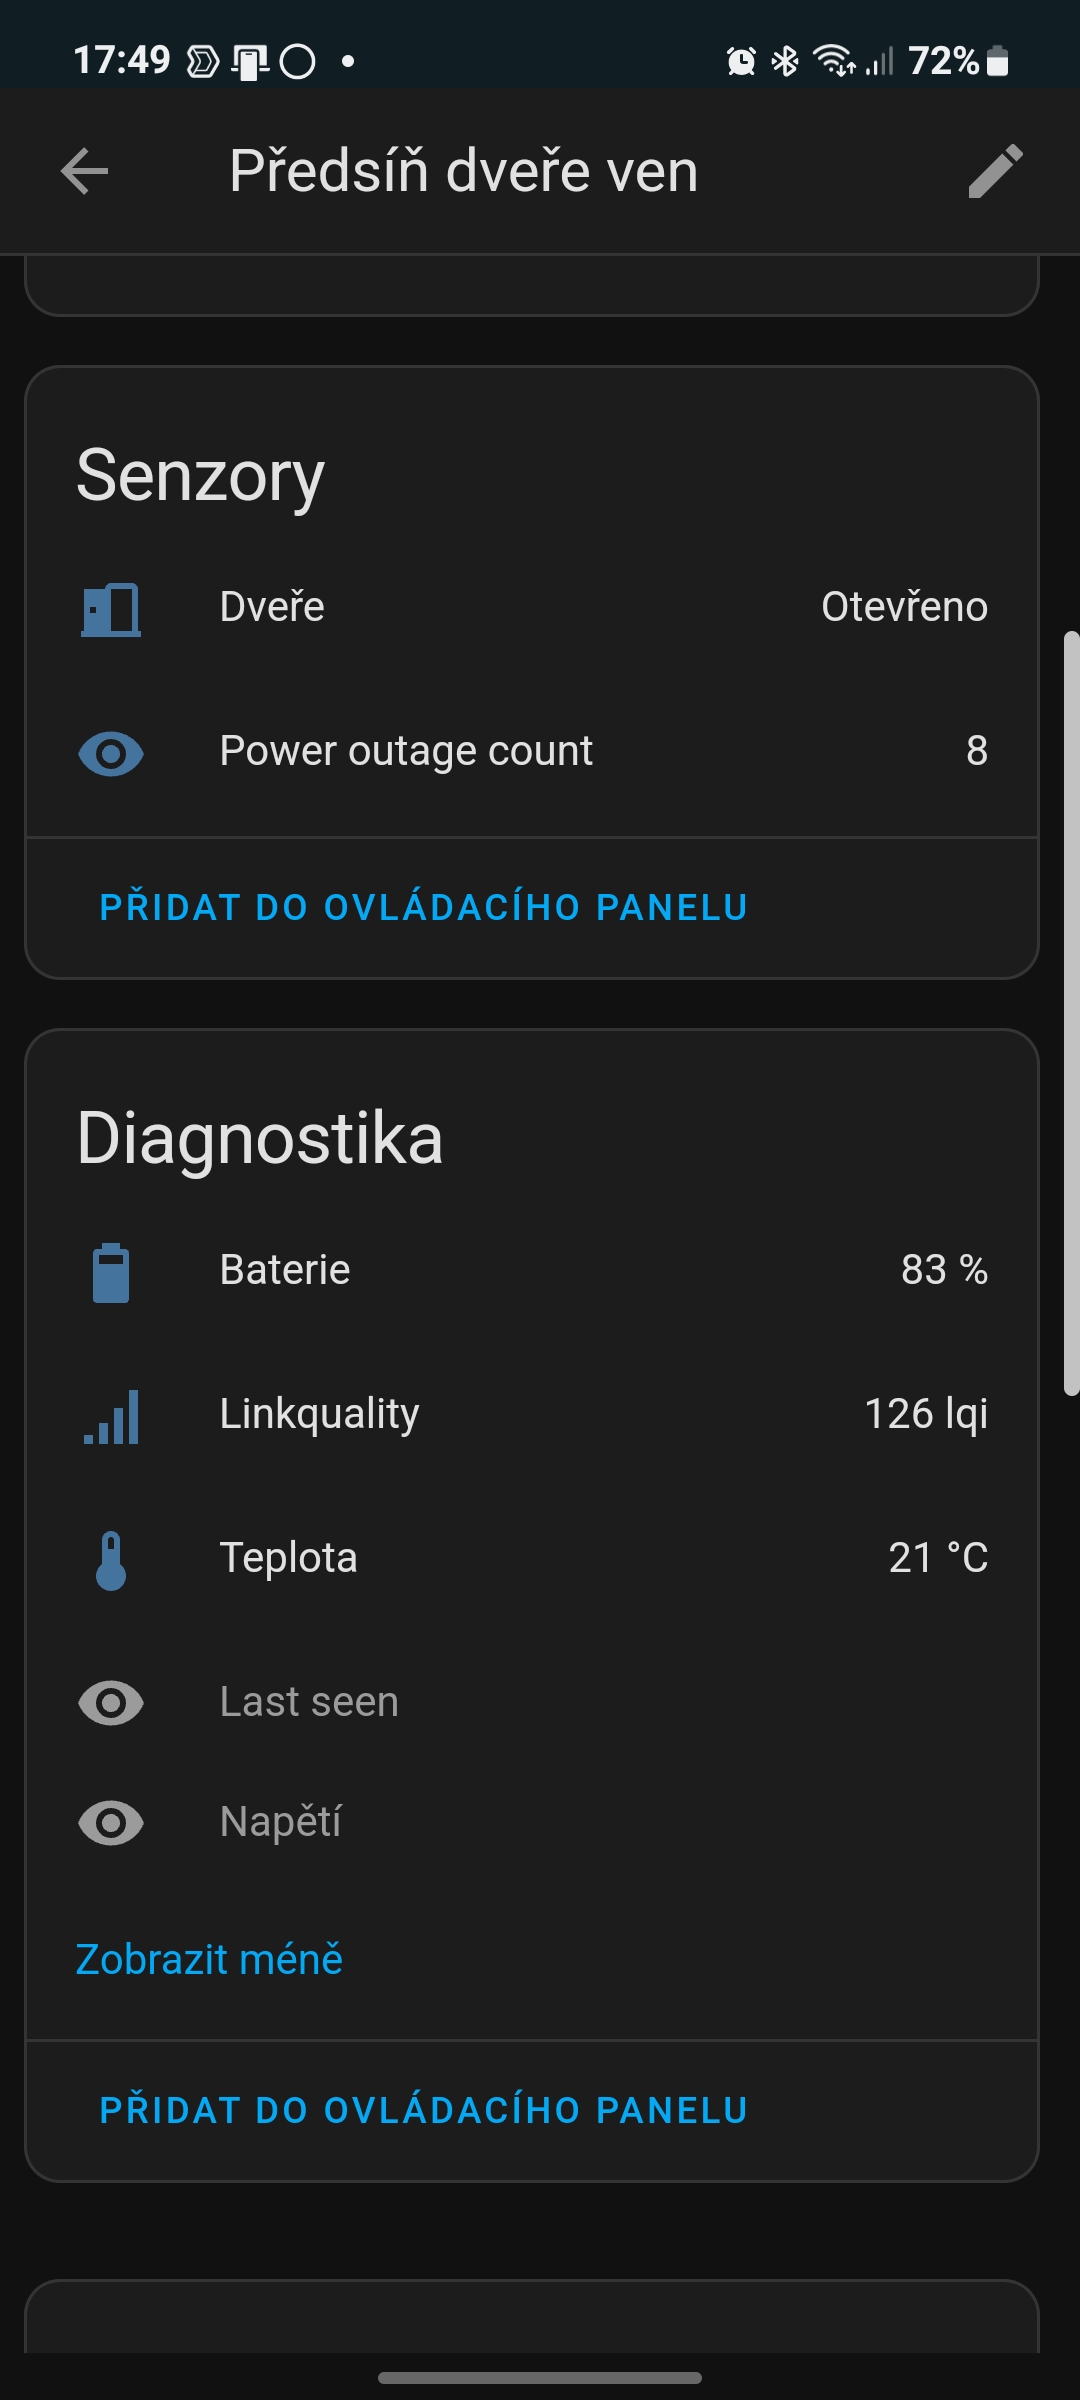 17:49
72%
Předsíň dveře ven
Senzory
Dveře Otevřeno
Power outage count 8
PŘIDAT DO OVLÁDACÍHO PANELU
Diagnostika
Baterie 83 %
Linkquality 126 lqi
Teplota 21 °C
Last seen
Napětí
Zobrazit méně
PŘIDAT DO OVLÁDACÍHO PANELU